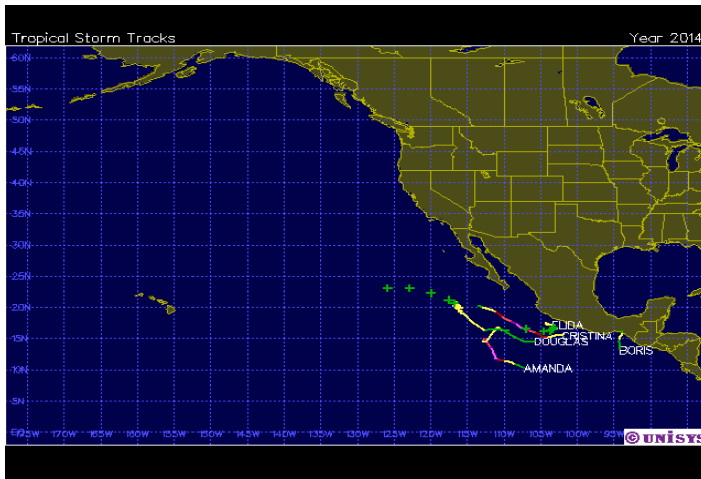 Tropical Storm Tracks Year 2014
60N
55N
50N
45N
40N
35N
30N
25N
20N
15N
ELIDA
CRISTINA
DOUGLAS
BORIS
10N
AMANDA
5N
EQ
175W 170W 165W 160W 155W 150W 145W 140W 135W 130W 125W 120W 115W 110W 105W 100W 95W
© UNISYS